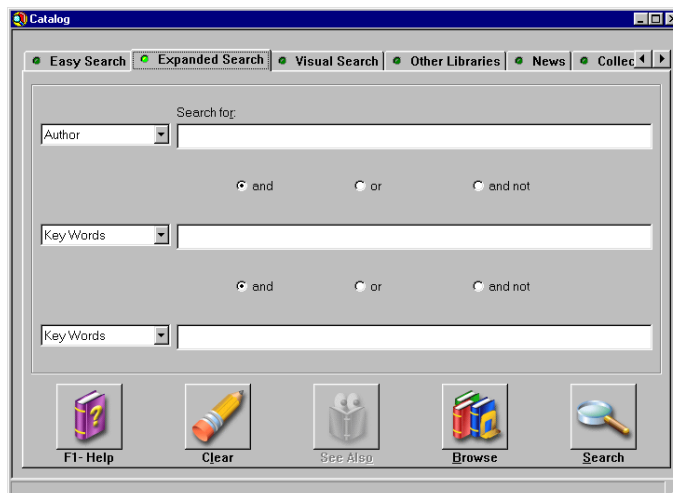 Catalog
Easy Search Expanded Search Visual Search Other Libraries News Collec
Search for:
Author
and or and not
Key Words
and or and not
Key Words
F1- Help Clear See Also Browse Search